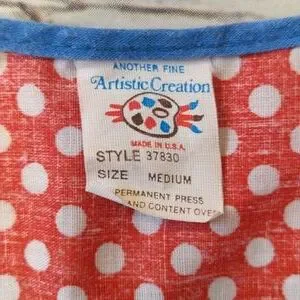 ANOTHER FINE
Artistic Creation
MADE IN U.S.A.
STYLE 37830
SIZE MEDIUM
PERMANENT PRESS
AND CONTENT OVER